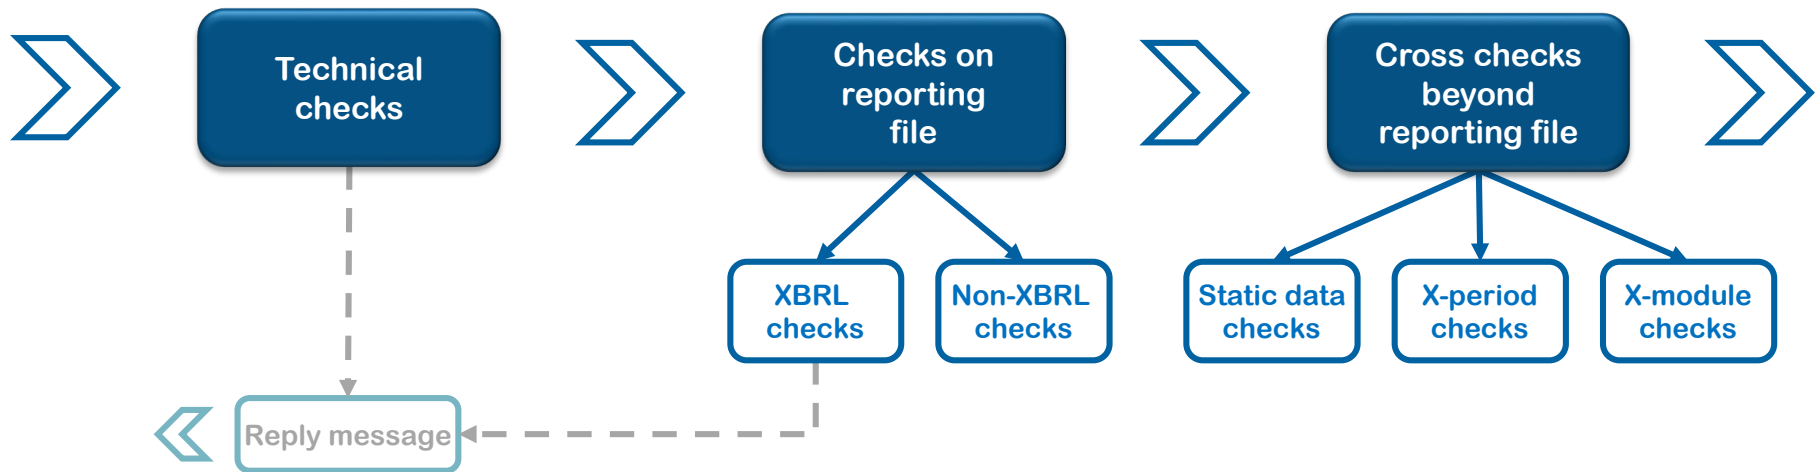 Technical
checks
Checks on
reporting
file
Cross checks
beyond
reporting file
XBRL
checks
Non-XBRL
checks
Static data
checks
X-period
checks
X-module
checks
Reply message